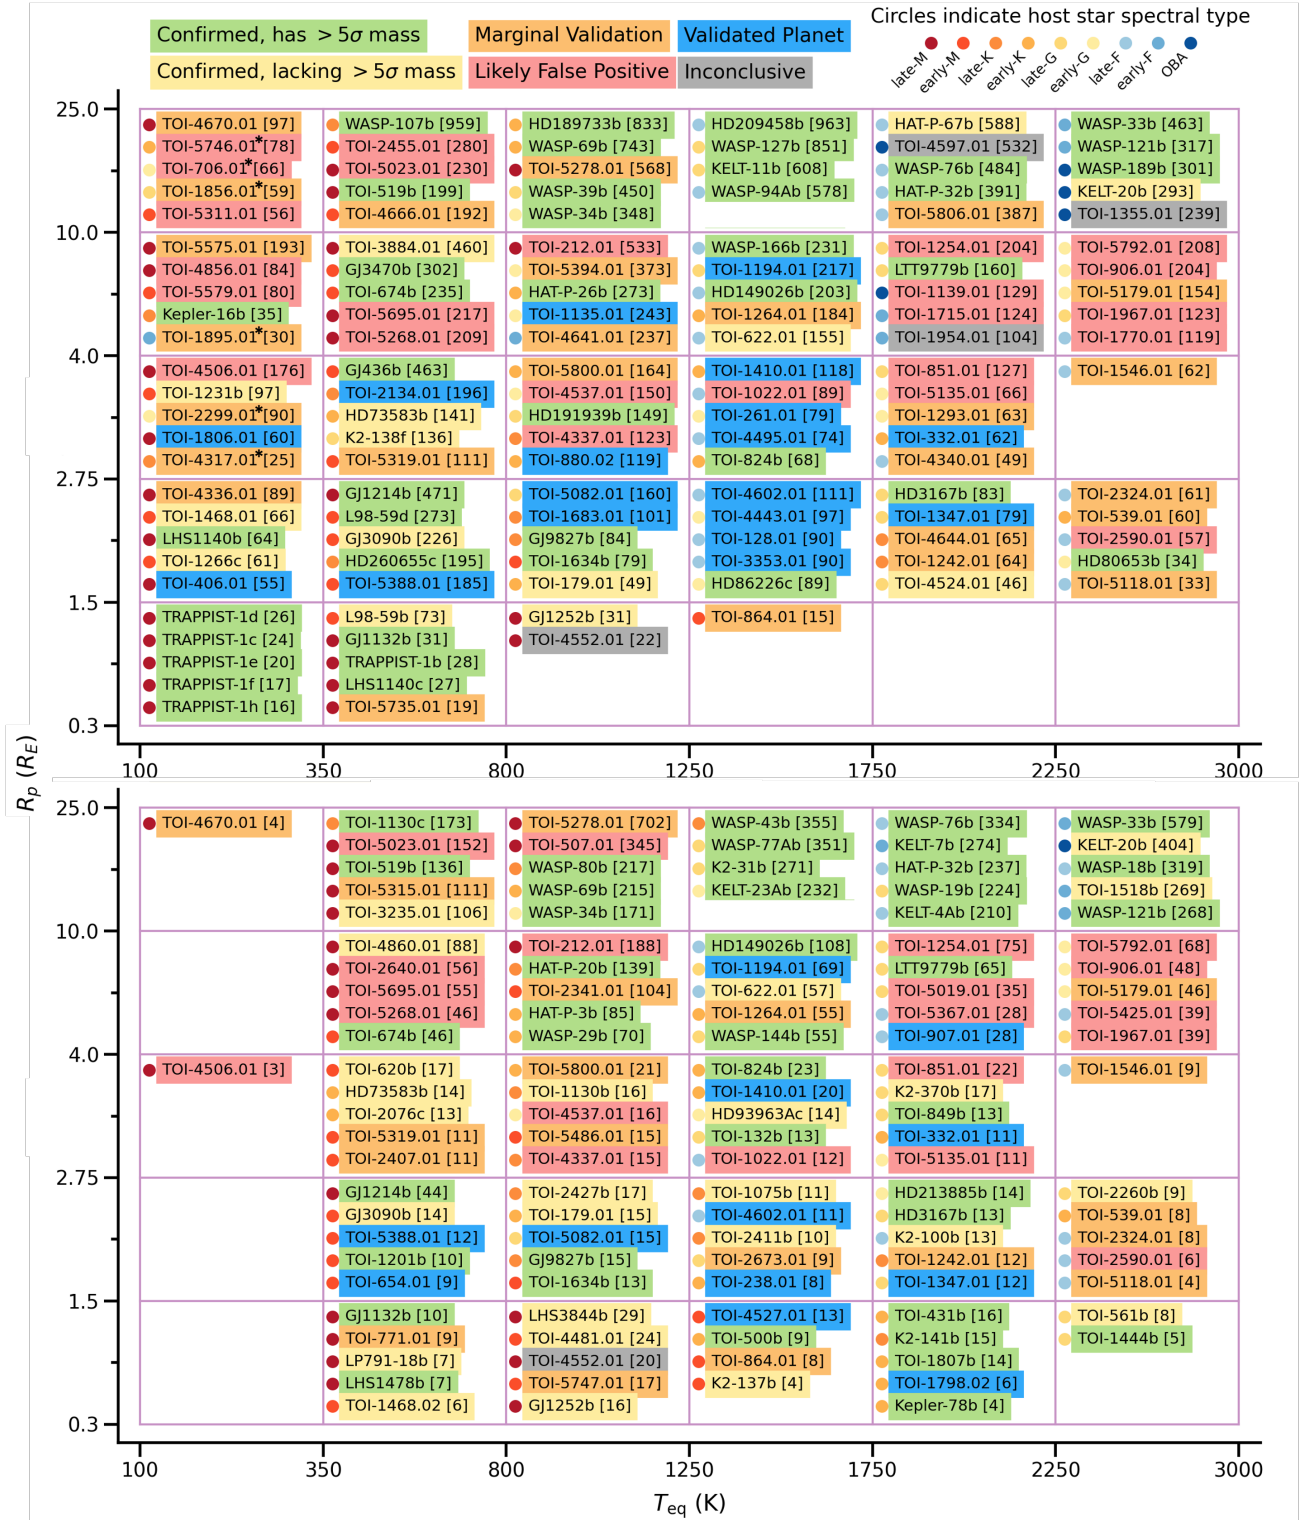 Circles indicate host star spectral type
Confirmed, has >5σ mass
Marginal Validation
Validated Planet
Confirmed, lacking >5σ mass
Likely False Positive
Inconclusive
late-M
early-M
late-K
early-K
late-G
early-G
late-F
early-F
OBA
25.0
10.0
4.0
2.75
1.5
0.3
TOI-4670.01 [97]
TOI-5746.01* [78]
TOI-706.01* [66]
TOI-1856.01* [59]
TOI-5311.01 [56]
WASP-107b [959]
TOI-2455.01 [280]
TOI-5023.01 [230]
TOI-519b [199]
TOI-4666.01 [192]
HD189733b [833]
WASP-69b [743]
TOI-5278.01 [568]
WASP-39b [450]
WASP-34b [348]
HD209458b [963]
WASP-127b [851]
KELT-11b [608]
WASP-94Ab [578]
HAT-P-67b [588]
TOI-4597.01 [532]
WASP-76b [484]
HAT-P-32b [391]
TOI-5806.01 [387]
WASP-33b [463]
WASP-121b [317]
WASP-189b [301]
KELT-20b [293]
TOI-1355.01 [239]
TOI-5575.01 [193]
TOI-4856.01 [84]
TOI-5579.01 [80]
Kepler-16b [35]
TOI-1895.01* [30]
TOI-3884.01 [460]
GJ3470b [302]
TOI-674b [235]
TOI-5695.01 [217]
TOI-5268.01 [209]
TOI-212.01 [533]
TOI-5394.01 [373]
HAT-P-26b [273]
TOI-1135.01 [243]
TOI-4641.01 [237]
WASP-166b [231]
TOI-1194.01 [217]
HD149026b [203]
TOI-1264.01 [184]
TOI-622.01 [155]
TOI-1254.01 [204]
LTT9779b [160]
TOI-1139.01 [129]
TOI-1715.01 [124]
TOI-1954.01 [104]
TOI-5792.01 [208]
TOI-906.01 [204]
TOI-5179.01 [154]
TOI-1967.01 [123]
TOI-1770.01 [119]
TOI-4506.01 [176]
TOI-1231b [97]
TOI-2299.01* [90]
TOI-1806.01 [60]
TOI-4317.01* [25]
GJ436b [463]
TOI-2134.01 [196]
HD73583b [141]
K2-138f [136]
TOI-5319.01 [111]
TOI-5800.01 [164]
TOI-4537.01 [150]
HD191939b [149]
TOI-4337.01 [123]
TOI-880.02 [119]
TOI-1410.01 [118]
TOI-1022.01 [89]
TOI-261.01 [79]
TOI-4495.01 [74]
TOI-824b [68]
TOI-851.01 [127]
TOI-5135.01 [66]
TOI-1293.01 [63]
TOI-332.01 [62]
TOI-4340.01 [49]
TOI-1546.01 [62]
TOI-4336.01 [89]
TOI-1468.01 [66]
LHS1140b [64]
TOI-1266c [61]
TOI-406.01 [55]
GJ1214b [471]
L98-59d [273]
GJ3090b [226]
HD260655c [195]
TOI-5388.01 [185]
TOI-5082.01 [160]
TOI-1683.01 [101]
GJ9827b [84]
TOI-1634b [79]
TOI-179.01 [49]
TOI-4602.01 [111]
TOI-4443.01 [97]
TOI-128.01 [90]
TOI-3353.01 [90]
HD86226c [89]
HD3167b [83]
TOI-1347.01 [79]
TOI-4644.01 [65]
TOI-1242.01 [64]
TOI-4524.01 [46]
TOI-2324.01 [61]
TOI-539.01 [60]
TOI-2590.01 [57]
HD80653b [34]
TOI-5118.01 [33]
TRAPPIST-1d [26]
TRAPPIST-1c [24]
TRAPPIST-1e [20]
TRAPPIST-1f [17]
TRAPPIST-1h [16]
L98-59b [73]
GJ1132b [31]
TRAPPIST-1b [28]
LHS1140c [27]
TOI-5735.01 [19]
GJ1252b [31]
TOI-4552.01 [22]
TOI-864.01 [15]
100
350
800
1250
1750
2250
3000
R_p (R_E)
25.0
10.0
4.0
2.75
1.5
0.3
TOI-4670.01 [4]
TOI-1130c [173]
TOI-5023.01 [152]
TOI-519b [136]
TOI-5315.01 [111]
TOI-3235.01 [106]
TOI-5278.01 [702]
TOI-507.01 [345]
WASP-80b [217]
WASP-69b [215]
WASP-34b [171]
WASP-43b [355]
WASP-77Ab [351]
K2-31b [271]
KELT-23Ab [232]
WASP-76b [334]
KELT-7b [274]
HAT-P-32b [237]
WASP-19b [224]
KELT-4Ab [210]
WASP-33b [579]
KELT-20b [404]
WASP-18b [319]
TOI-1518b [269]
WASP-121b [268]
TOI-4860.01 [88]
TOI-2640.01 [56]
TOI-5695.01 [55]
TOI-5268.01 [46]
TOI-674b [46]
TOI-212.01 [188]
HAT-P-20b [139]
TOI-2341.01 [104]
HAT-P-3b [85]
WASP-29b [70]
HD149026b [108]
TOI-1194.01 [69]
TOI-622.01 [57]
TOI-1264.01 [55]
WASP-144b [55]
TOI-1254.01 [75]
LTT9779b [65]
TOI-5019.01 [35]
TOI-5367.01 [28]
TOI-907.01 [28]
TOI-5792.01 [68]
TOI-906.01 [48]
TOI-5179.01 [46]
TOI-5425.01 [39]
TOI-1967.01 [39]
TOI-4506.01 [3]
TOI-620b [17]
HD73583b [14]
TOI-2076c [13]
TOI-5319.01 [11]
TOI-2407.01 [11]
TOI-5800.01 [21]
TOI-1130b [16]
TOI-4537.01 [16]
TOI-5486.01 [15]
TOI-4337.01 [15]
TOI-824b [23]
TOI-1410.01 [20]
HD93963Ac [14]
TOI-132b [13]
TOI-1022.01 [12]
TOI-851.01 [22]
K2-370b [17]
TOI-849b [13]
TOI-332.01 [11]
TOI-5135.01 [11]
TOI-1546.01 [9]
GJ1214b [44]
GJ3090b [14]
TOI-5388.01 [12]
TOI-1201b [10]
TOI-654.01 [9]
TOI-2427b [17]
TOI-179.01 [15]
TOI-5082.01 [15]
GJ9827b [15]
TOI-1634b [13]
TOI-1075b [11]
TOI-4602.01 [11]
TOI-2411b [10]
TOI-2673.01 [9]
TOI-238.01 [8]
HD213885b [14]
HD3167b [13]
K2-100b [13]
TOI-1242.01 [12]
TOI-1347.01 [12]
TOI-2260b [9]
TOI-539.01 [8]
TOI-2324.01 [8]
TOI-2590.01 [6]
TOI-5118.01 [4]
GJ1132b [10]
TOI-771.01 [9]
LP791-18b [7]
LHS1478b [7]
TOI-1468.02 [6]
LHS3844b [29]
TOI-4481.01 [24]
TOI-4552.01 [20]
TOI-5747.01 [17]
GJ1252b [16]
TOI-4527.01 [13]
TOI-500b [9]
TOI-864.01 [8]
K2-137b [4]
TOI-431b [16]
K2-141b [15]
TOI-1807b [14]
TOI-1798.02 [6]
Kepler-78b [4]
TOI-561b [8]
TOI-1444b [5]
100
350
800
1250
1750
2250
3000
T_eq (K)